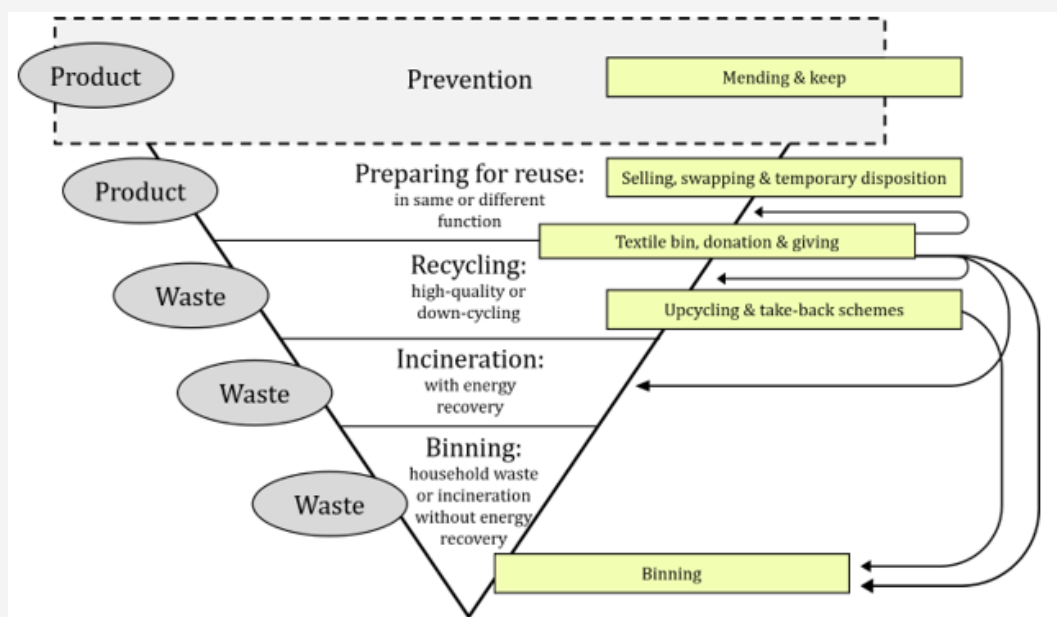 Product
Prevention
Mending & keep
Product
Preparing for reuse:
in same or different
function
Selling, swapping & temporary disposition
Textile bin, donation & giving
Waste
Recycling:
high-quality or
down-cycling
Upcycling & take-back schemes
Waste
Incineration:
with energy
recovery
Waste
Binning:
household waste
or incineration
without energy
recovery
Binning